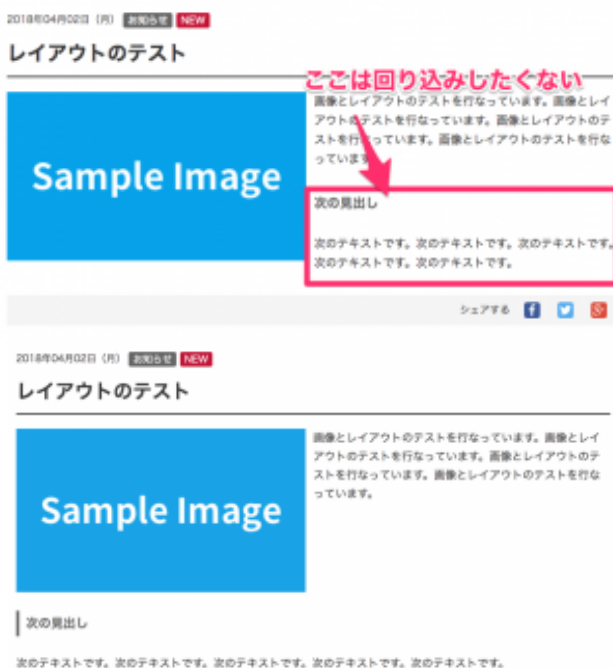 2018年04月02日（月） お知らせ NEW
レイアウトのテスト
ここは回り込みしたくない
Sample Image
画像とレイアウトのテストを行なっています。画像とレイ
アウトのテストを行なっています。画像とレイアウトのテ
ストを行なっています。画像とレイアウトのテストを行な
っています。
次の見出し
次のテキストです。次のテキストです。次のテキストです。
次のテキストです。次のテキストです。
シェアする
2018年04月02日（月） お知らせ NEW
レイアウトのテスト
Sample Image
画像とレイアウトのテストを行なっています。画像とレイ
アウトのテストを行なっています。画像とレイアウトのテ
ストを行なっています。画像とレイアウトのテストを行な
っています。
次の見出し
次のテキストです。次のテキストです。次のテキストです。次のテキストです。次のテキストです。